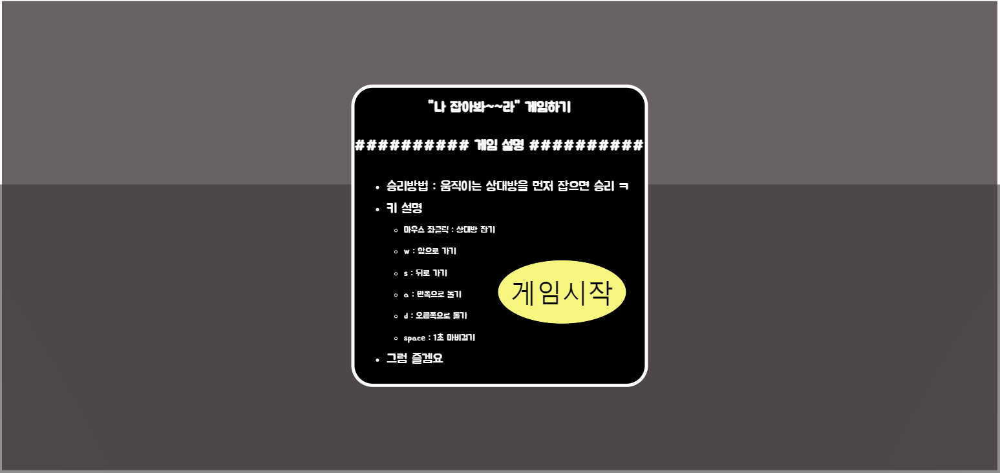 "나 잡아봐~~라" 게임하기
########## 게임 설명 ##########
승리방법 : 움직이는 상대방을 먼저 잡으면 승리 ㅋ
키 설명
마우스 좌클릭 : 상대방 잡기
w : 앞으로 가기
s : 뒤로 가기
a : 왼쪽으로 돌기
d : 오른쪽으로 돌기
space : 1초 마비걸기
그럼 즐겜요
게임시작